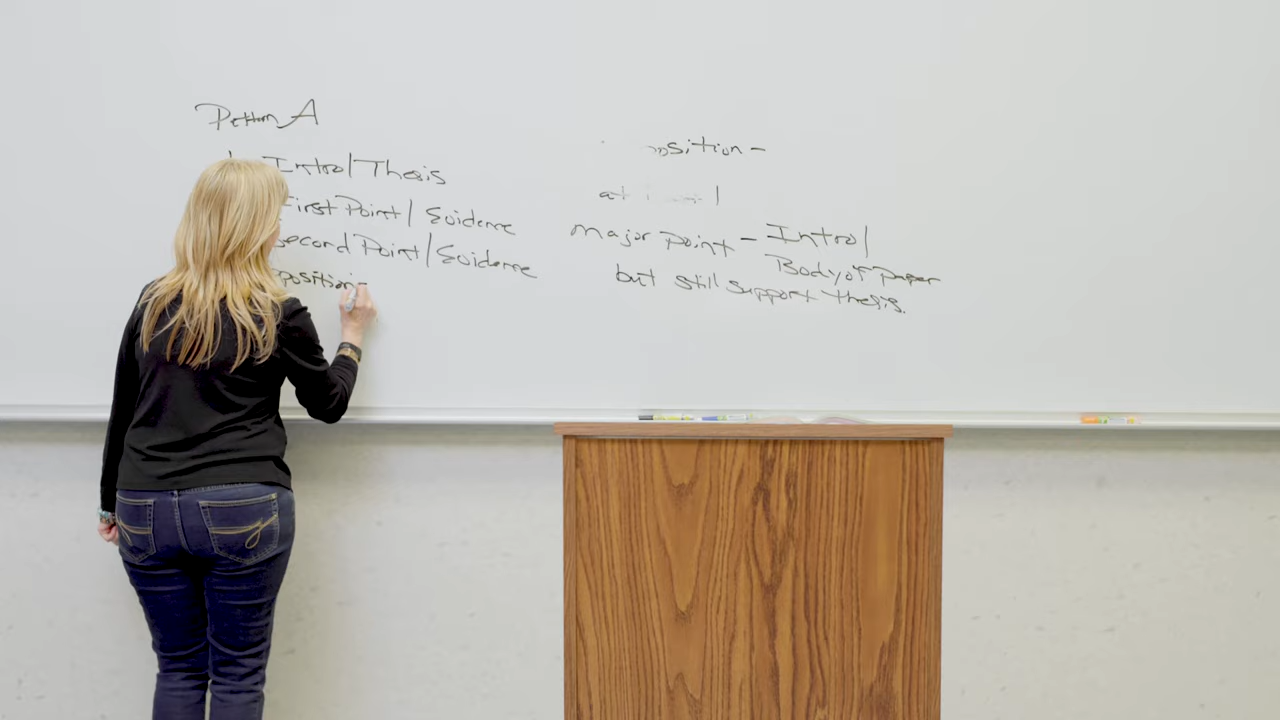 Pattern A
Intro/Thesis
First Point/Evidence
Second Point/Evidence
position
osition -
at
major point - Intro/
Body of paper
but still support thesis.